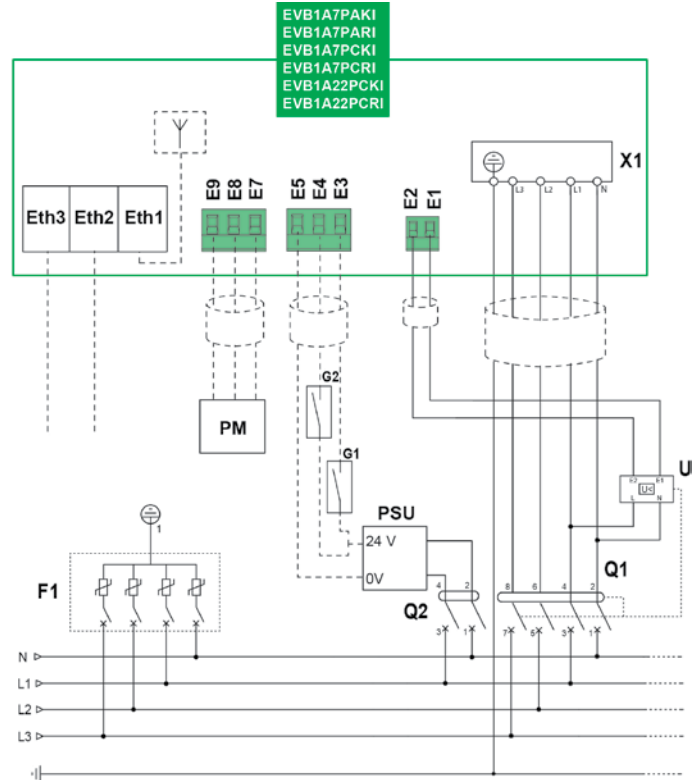 EVB1A7PAKI
EVB1A7PARI
EVB1A7PCKI
EVB1A7PCRI
EVB1A22PCKI
EVB1A22PCRI
X1
L3 L2 L1 N
Eth3 Eth2 Eth1
E9 E8 E7
E5 E4 E3
E2 E1
G2
G1
PM
U
E2 E1
U<
L N
PSU
24 V
0V
1
F1
Q2
4 2
3 1
Q1
8 6 4 2
7 5 3 1
N
L1
L2
L3